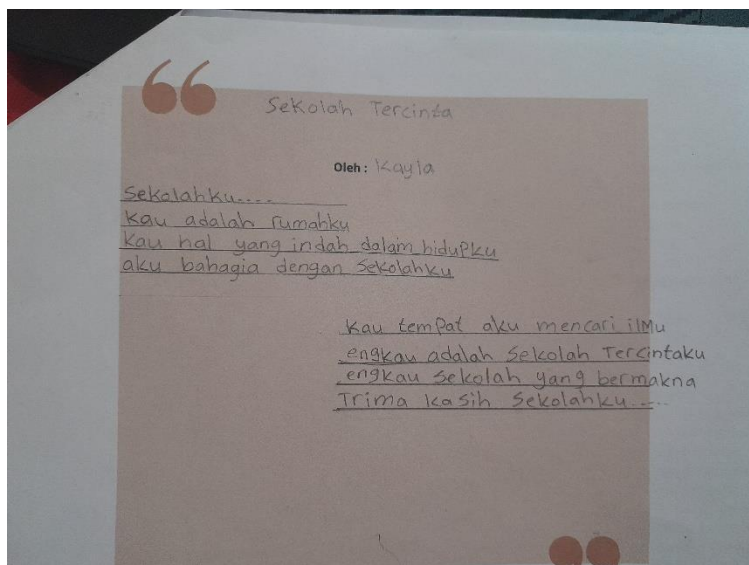 Sekolah Tercinta
Oleh : Kayla
Sekolahku....
Kau adalah rumahku
Kau hal yang indah dalam hidupku
aku bahagia dengan Sekolahku
Kau tempat aku mencari ilmu
engkau adalah Sekolah Tercintaku
engkau Sekolah yang bermakna
Trima kasih Sekolahku.....